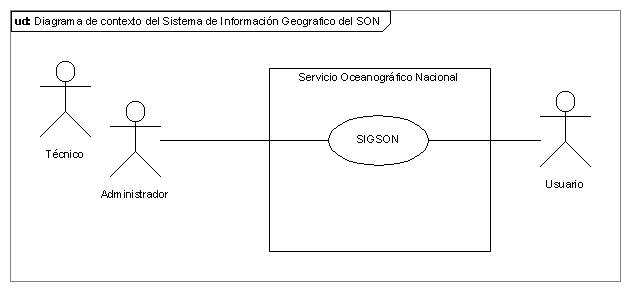 ud: Diagrama de contexto del Sistema de Información Geografico del SON
Servicio Oceanográfico Nacional
SIGSON
Técnico
Administrador
Usuario